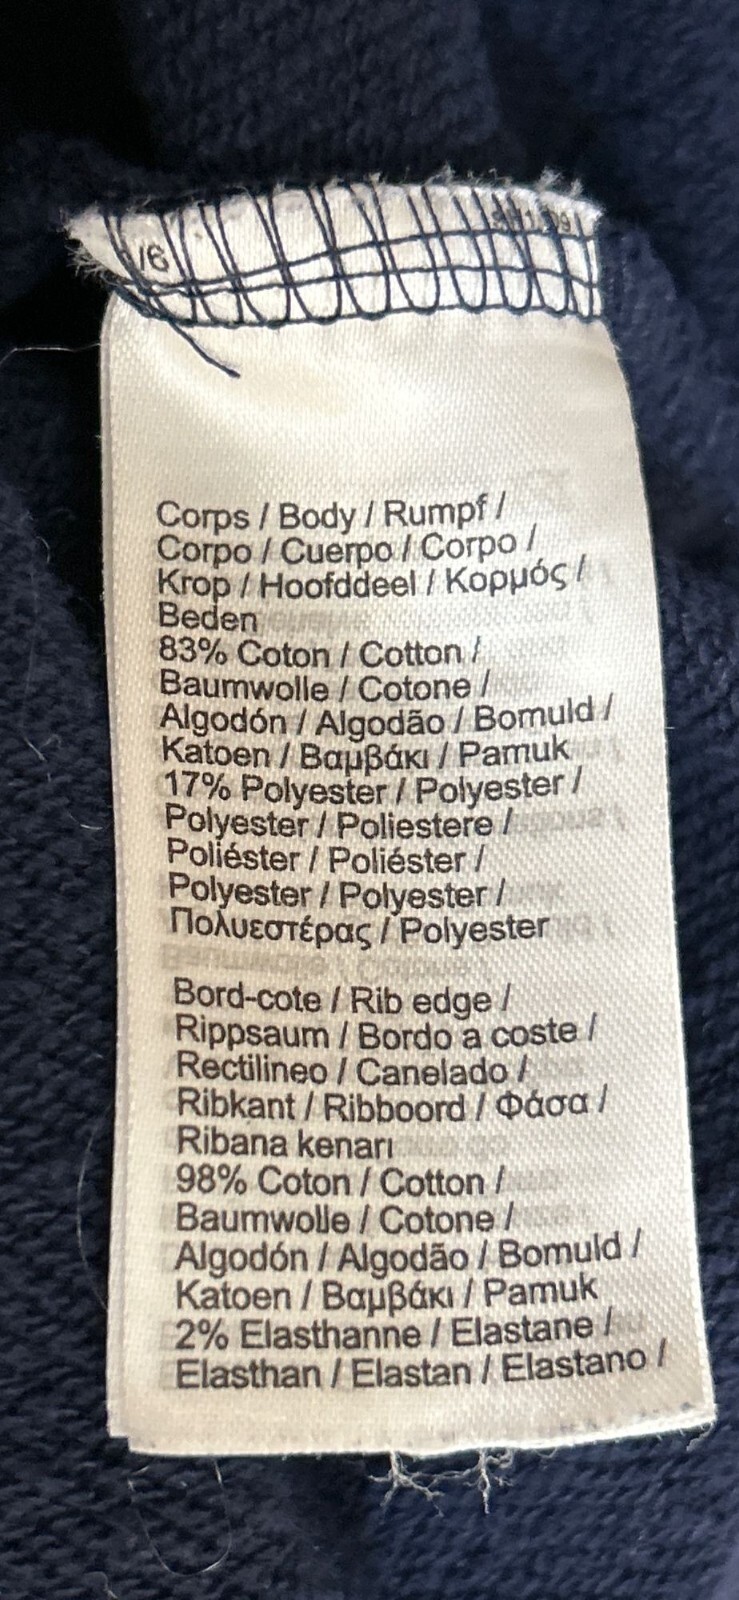 /6
Corps / Body / Rumpf /
Corpo / Cuerpo / Corpo /
Krop / Hoofddeel / Κορμός /
Beden
83% Coton / Cotton /
Baumwolle / Cotone /
Algodón / Algodão / Bomuld /
Katoen / Βαμβάκι / Pamuk
17% Polyester / Polyester /
Polyester / Poliestere /
Poliéster / Poliéster /
Polyester / Polyester /
Πολυεστέρας / Polyester
Bord-cote / Rib edge /
Rippsaum / Bordo a coste /
Rectilineo / Canelado /
Ribkant / Ribboord / Φάσα /
Ribana kenarı
98% Coton / Cotton /
Baumwolle / Cotone /
Algodón / Algodão / Bomuld /
Katoen / Βαμβάκι / Pamuk
2% Elasthanne / Elastane /
Elasthan / Elastan / Elastano /